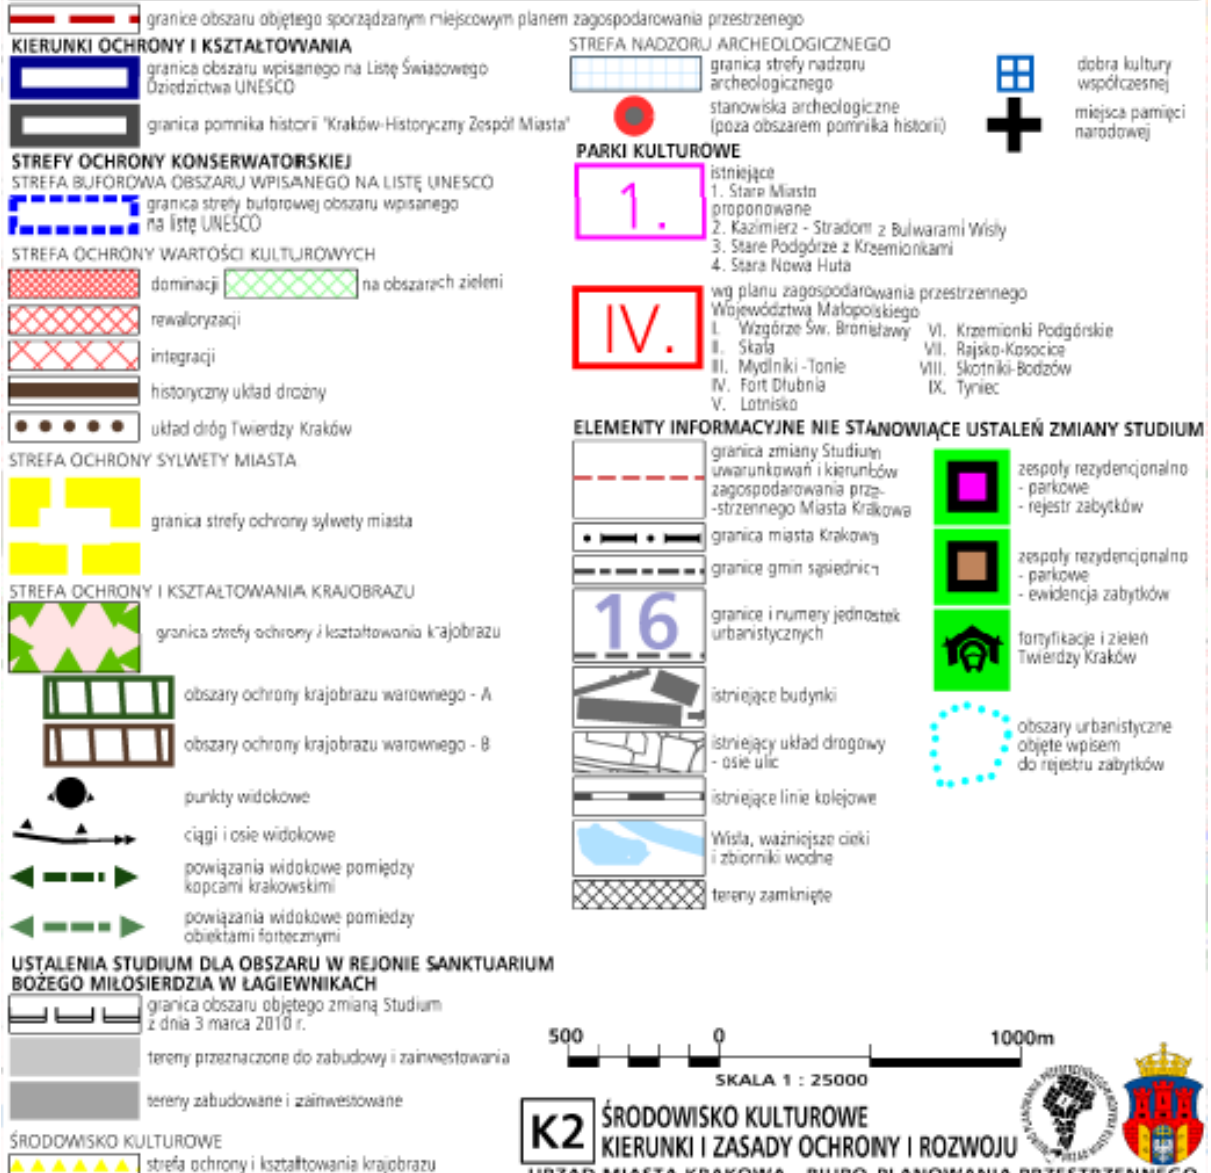 granice obszaru objętego sporządzanym miejscowym planem zagospodarowania przestrzenego
KIERUNKI OCHRONY I KSZTAŁTOWANIA
granica obszaru wpisanego na Listę Światowego
Dziedzictwa UNESCO
granica pomnika historii "Kraków-Historyczny Zespół Miasta"
STREFY OCHRONY KONSERWATORSKIEJ
STREFA BUFOROWA OBSZARU WPISANEGO NA LISTĘ UNESCO
granica strefy buforowej obszaru wpisanego
na listę UNESCO
STREFA OCHRONY WARTOŚCI KULTUROWYCH
dominacji
na obszarach zieleni
rewaloryzacji
integracji
historyczny układ drożny
układ dróg Twierdzy Kraków
STREFA OCHRONY SYLWETY MIASTA
granica strefy ochrony sylwety miasta
STREFA OCHRONY I KSZTAŁTOWANIA KRAJOBRAZU
granica strefy ochrony i kształtowania krajobrazu
obszary ochrony krajobrazu warownego - A
obszary ochrony krajobrazu warownego - B
punkty widokowe
ciągi i osie widokowe
powiązania widokowe pomiędzy
kopcami krakowskimi
powiązania widokowe pomiedzy
obiektami fortecznymi
USTALENIA STUDIUM DLA OBSZARU W REJONIE SANKTUARIUM
BOŻEGO MIŁOSIERDZIA W ŁAGIEWNIKACH
granica obszaru objętego zmianą Studium
z dnia 3 marca 2010 r.
tereny przeznaczone do zabudowy i zainwestowania
tereny zabudowane i zainwestowane
ŚRODOWISKO KULTUROWE
strefa ochrony i kształtowania krajobrazu
STREFA NADZORU ARCHEOLOGICZNEGO
granica strefy nadzoru
archeologicznego
stanowiska archeologiczne
(poza obszarem pomnika historii)
dobra kultury
współczesnej
miejsca pamięci
narodowej
PARKI KULTUROWE
1.
istniejące
1. Stare Miasto
proponowane
2. Kazimierz - Stradom z Bulwarami Wisły
3. Stare Podgórze z Krzemionkami
4. Stara Nowa Huta
IV.
wg planu zagospodarowania przestrzennego
Województwa Małopolskiego
I. Wzgórze Św. Bronisławy
II. Skała
III. Mydlniki -Tonie
IV. Fort Dłubnia
V. Lotnisko
VI. Krzemionki Podgórskie
VII. Rajsko-Kosocice
VIII. Skotniki-Bodzów
IX. Tyniec
ELEMENTY INFORMACYJNE NIE STANOWIĄCE USTALEŃ ZMIANY STUDIUM
granica zmiany Studium
uwarunkowań i kierunków
zagospodarowania prze-
-strzennego Miasta Krakowa
granica miasta Krakowa
granice gmin sąsiednich
16
granice i numery jednostek
urbanistycznych
istniejące budynki
istniejący układ drogowy
- osie ulic
istniejące linie kolejowe
Wisła, ważniejsze cieki
i zbiorniki wodne
tereny zamknięte
zespoły rezydencjonalno
- parkowe
- rejestr zabytków
zespoły rezydencjonalno
- parkowe
- ewidencja zabytków
fortyfikacje i zieleń
Twierdzy Kraków
obszary urbanistyczne
objęte wpisem
do rejestru zabytków
500 0 1000m
SKALA 1 : 25000
K2
ŚRODOWISKO KULTUROWE
KIERUNKI I ZASADY OCHRONY I ROZWOJU
URZĄD MIASTA KRAKOWA - BIURO PLANOWANIA PRZESTRZENNEGO